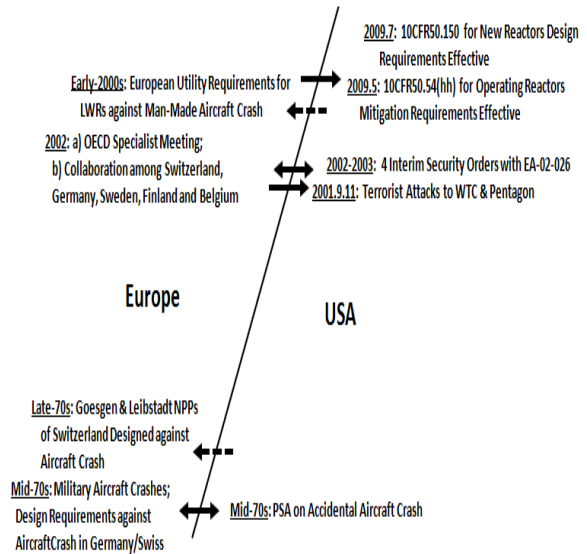 2009.7: 10CFR50.150 for New Reactors Design
Requirements Effective
Early-2000s: European Utility Requirements for
LWRs against Man-Made Aircraft Crash
2009.5: 10CFR50.54(hh) for Operating Reactors
Mitigation Requirements Effective
2002: a) OECD Specialist Meeting;
b) Collaboration among Switzerland,
Germany, Sweden, Finland and Belgium
2002-2003: 4 Interim Security Orders with EA-02-026
2001.9.11: Terrorist Attacks to WTC & Pentagon
Europe
USA
Late-70s: Goesgen & Leibstadt NPPs
of Switzerland Designed against
Aircraft Crash
Mid-70s: Military Aircraft Crashes;
Design Requirements against
AircraftCrash in Germany/Swiss
Mid-70s: PSA on Accidental Aircraft Crash